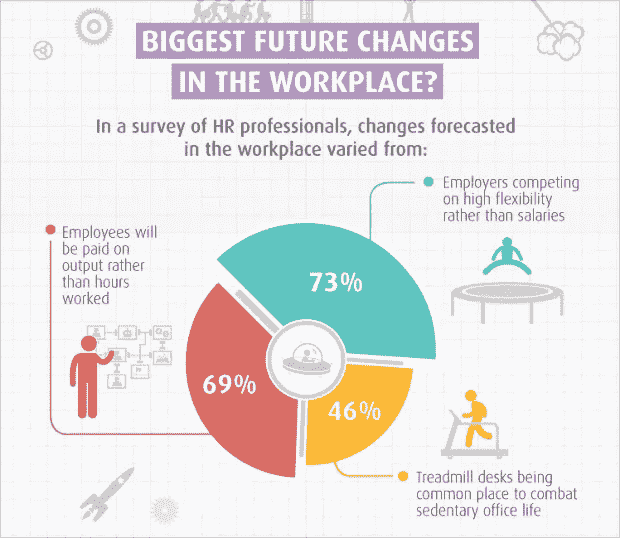 BIGGEST FUTURE CHANGES
IN THE WORKPLACE?
In a survey of HR professionals, changes forecasted
in the workplace varied from:
Employers competing
on high flexibility
rather than salaries
Employees will
be paid on
output rather
than hours
worked
73%
69%
46%
Treadmill desks being
common place to combat
sedentary office life